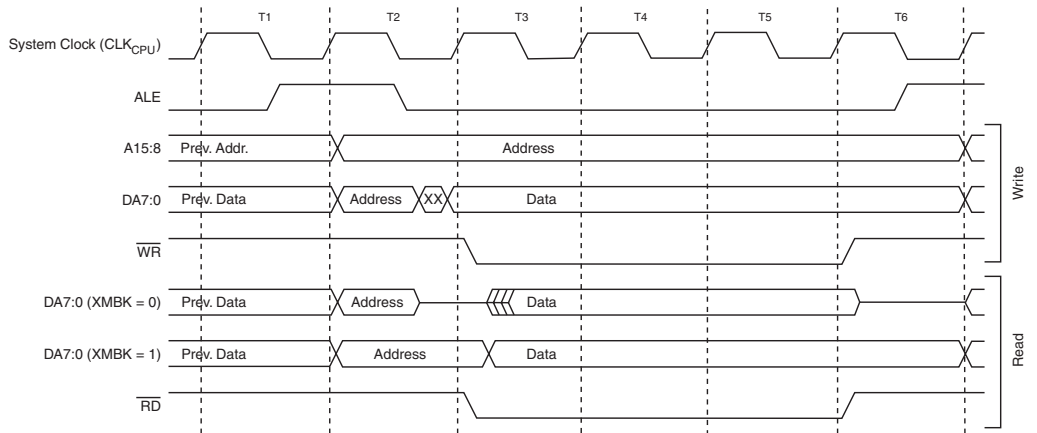 T1 T2 T3 T4 T5 T6
System Clock (CLKCPU)
ALE
A15:8 Prev. Addr. Address
DA7:0 Prev. Data Address XX Data
WR
Write
DA7:0 (XMBK = 0) Prev. Data Address Data
DA7:0 (XMBK = 1) Prev. Data Address Data
RD
Read